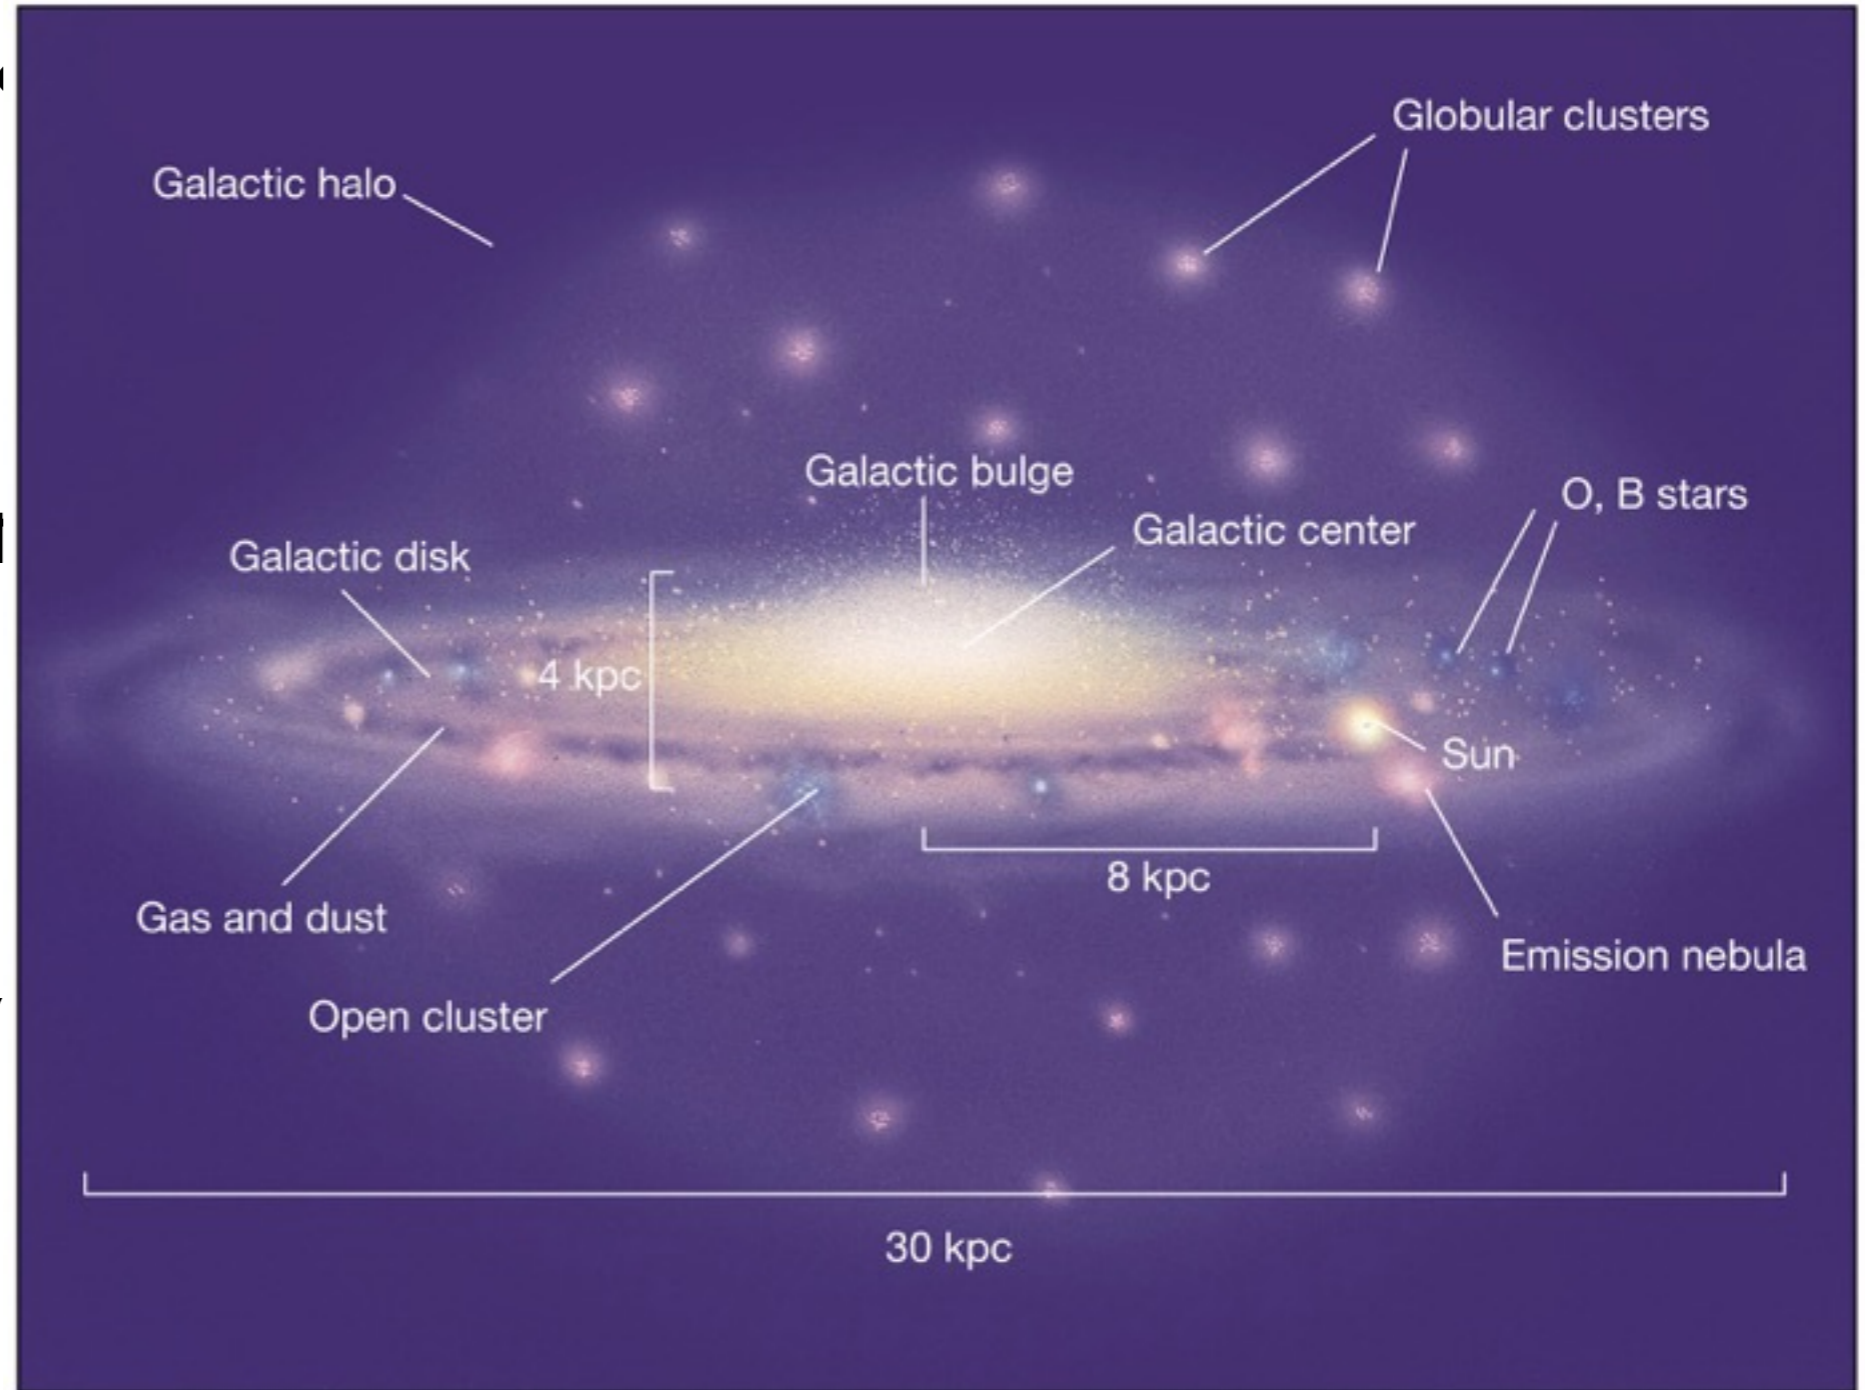 Globular clusters
Galactic halo
Galactic bulge
O, B stars
Galactic center
Galactic disk
4 kpc
Sun
8 kpc
Gas and dust
Emission nebula
Open cluster
30 kpc